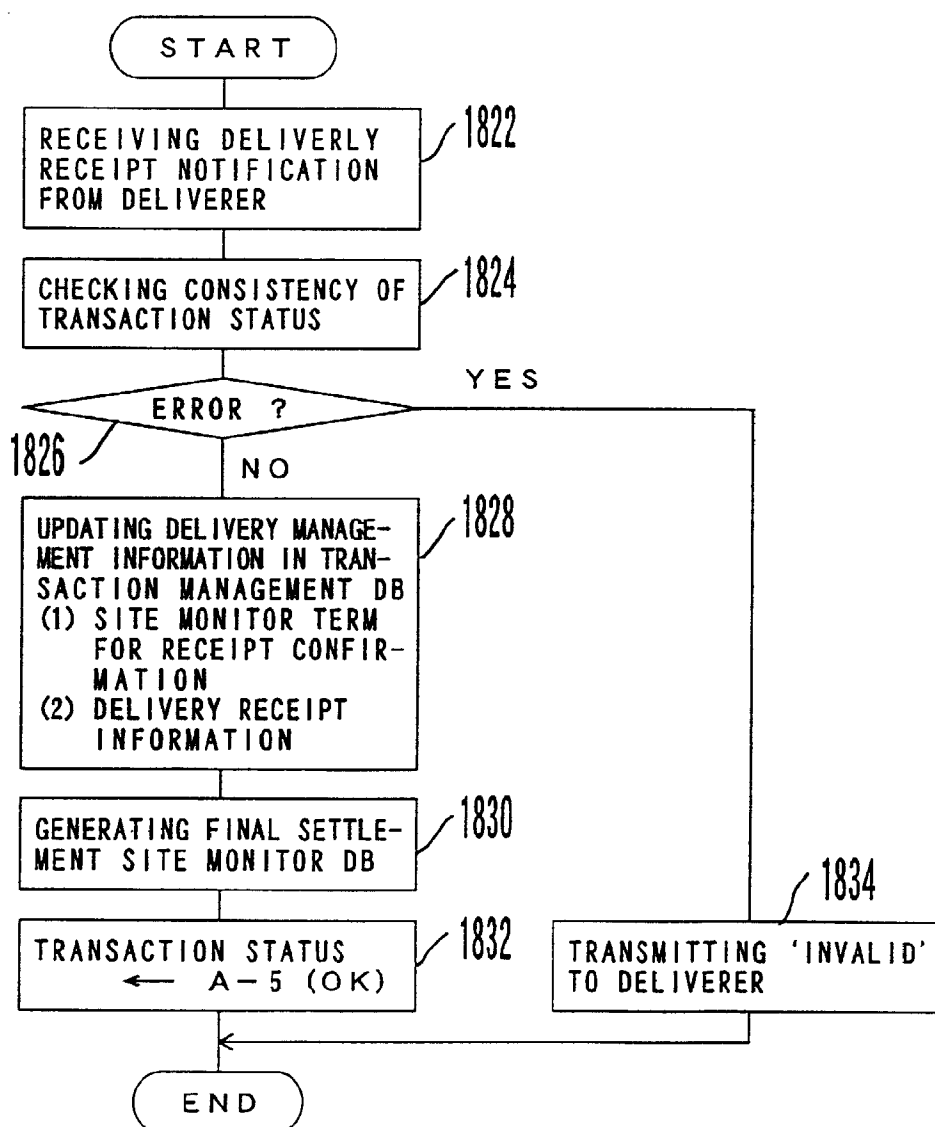 START
1822
RECEIVING DELIVERLY
RECEIPT NOTIFICATION
FROM DELIVERER
1824
CHECKING CONSISTENCY OF
TRANSACTION STATUS
YES
ERROR ?
1826
NO
1828
UPDATING DELIVERY MANAGE-
MENT INFORMATION IN TRAN-
SACTION MANAGEMENT DB
(1) SITE MONITOR TERM
FOR RECEIPT CONFIR-
MATION
(2) DELIVERY RECEIPT
INFORMATION
1830
GENERATING FINAL SETTLE-
MENT SITE MONITOR DB
1832
TRANSACTION STATUS
← A-5 (OK)
1834
TRANSMITTING 'INVALID'
TO DELIVERER
END